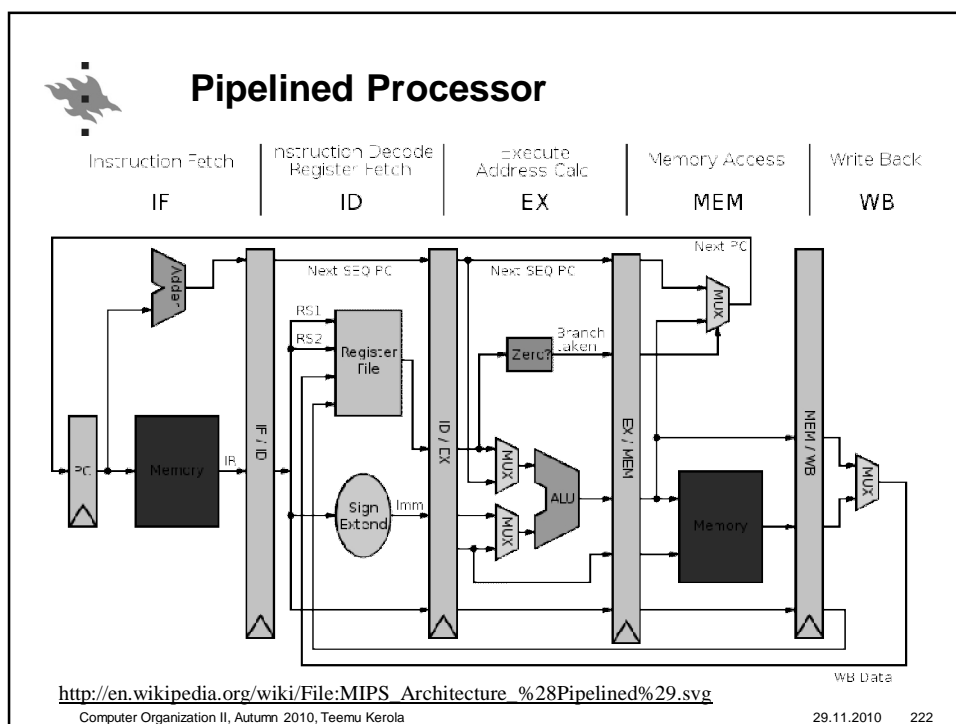 Pipelined Processor
Instruction Fetch
nstruction Decode
Register Fetch
Execute
Address Calc
Memory Access
Write Back
IF
ID
EX
MEM
WB
Next PC
Adder
Next SEQ PC
Next SEQ PC
MUX
RS1
RS2
Branch
taken
Register
File
Zero?
IF / ID
ID / EX
EX / MEM
MEM / WB
PC
Memory
IR
MUX
MUX
ALU
Sign
Extend
Imm
MUX
Memory
WB Data
http://en.wikipedia.org/wiki/File:MIPS_Architecture_%28Pipelined%29.svg
Computer Organization II, Autumn 2010, Teemu Kerola
29.11.2010
222